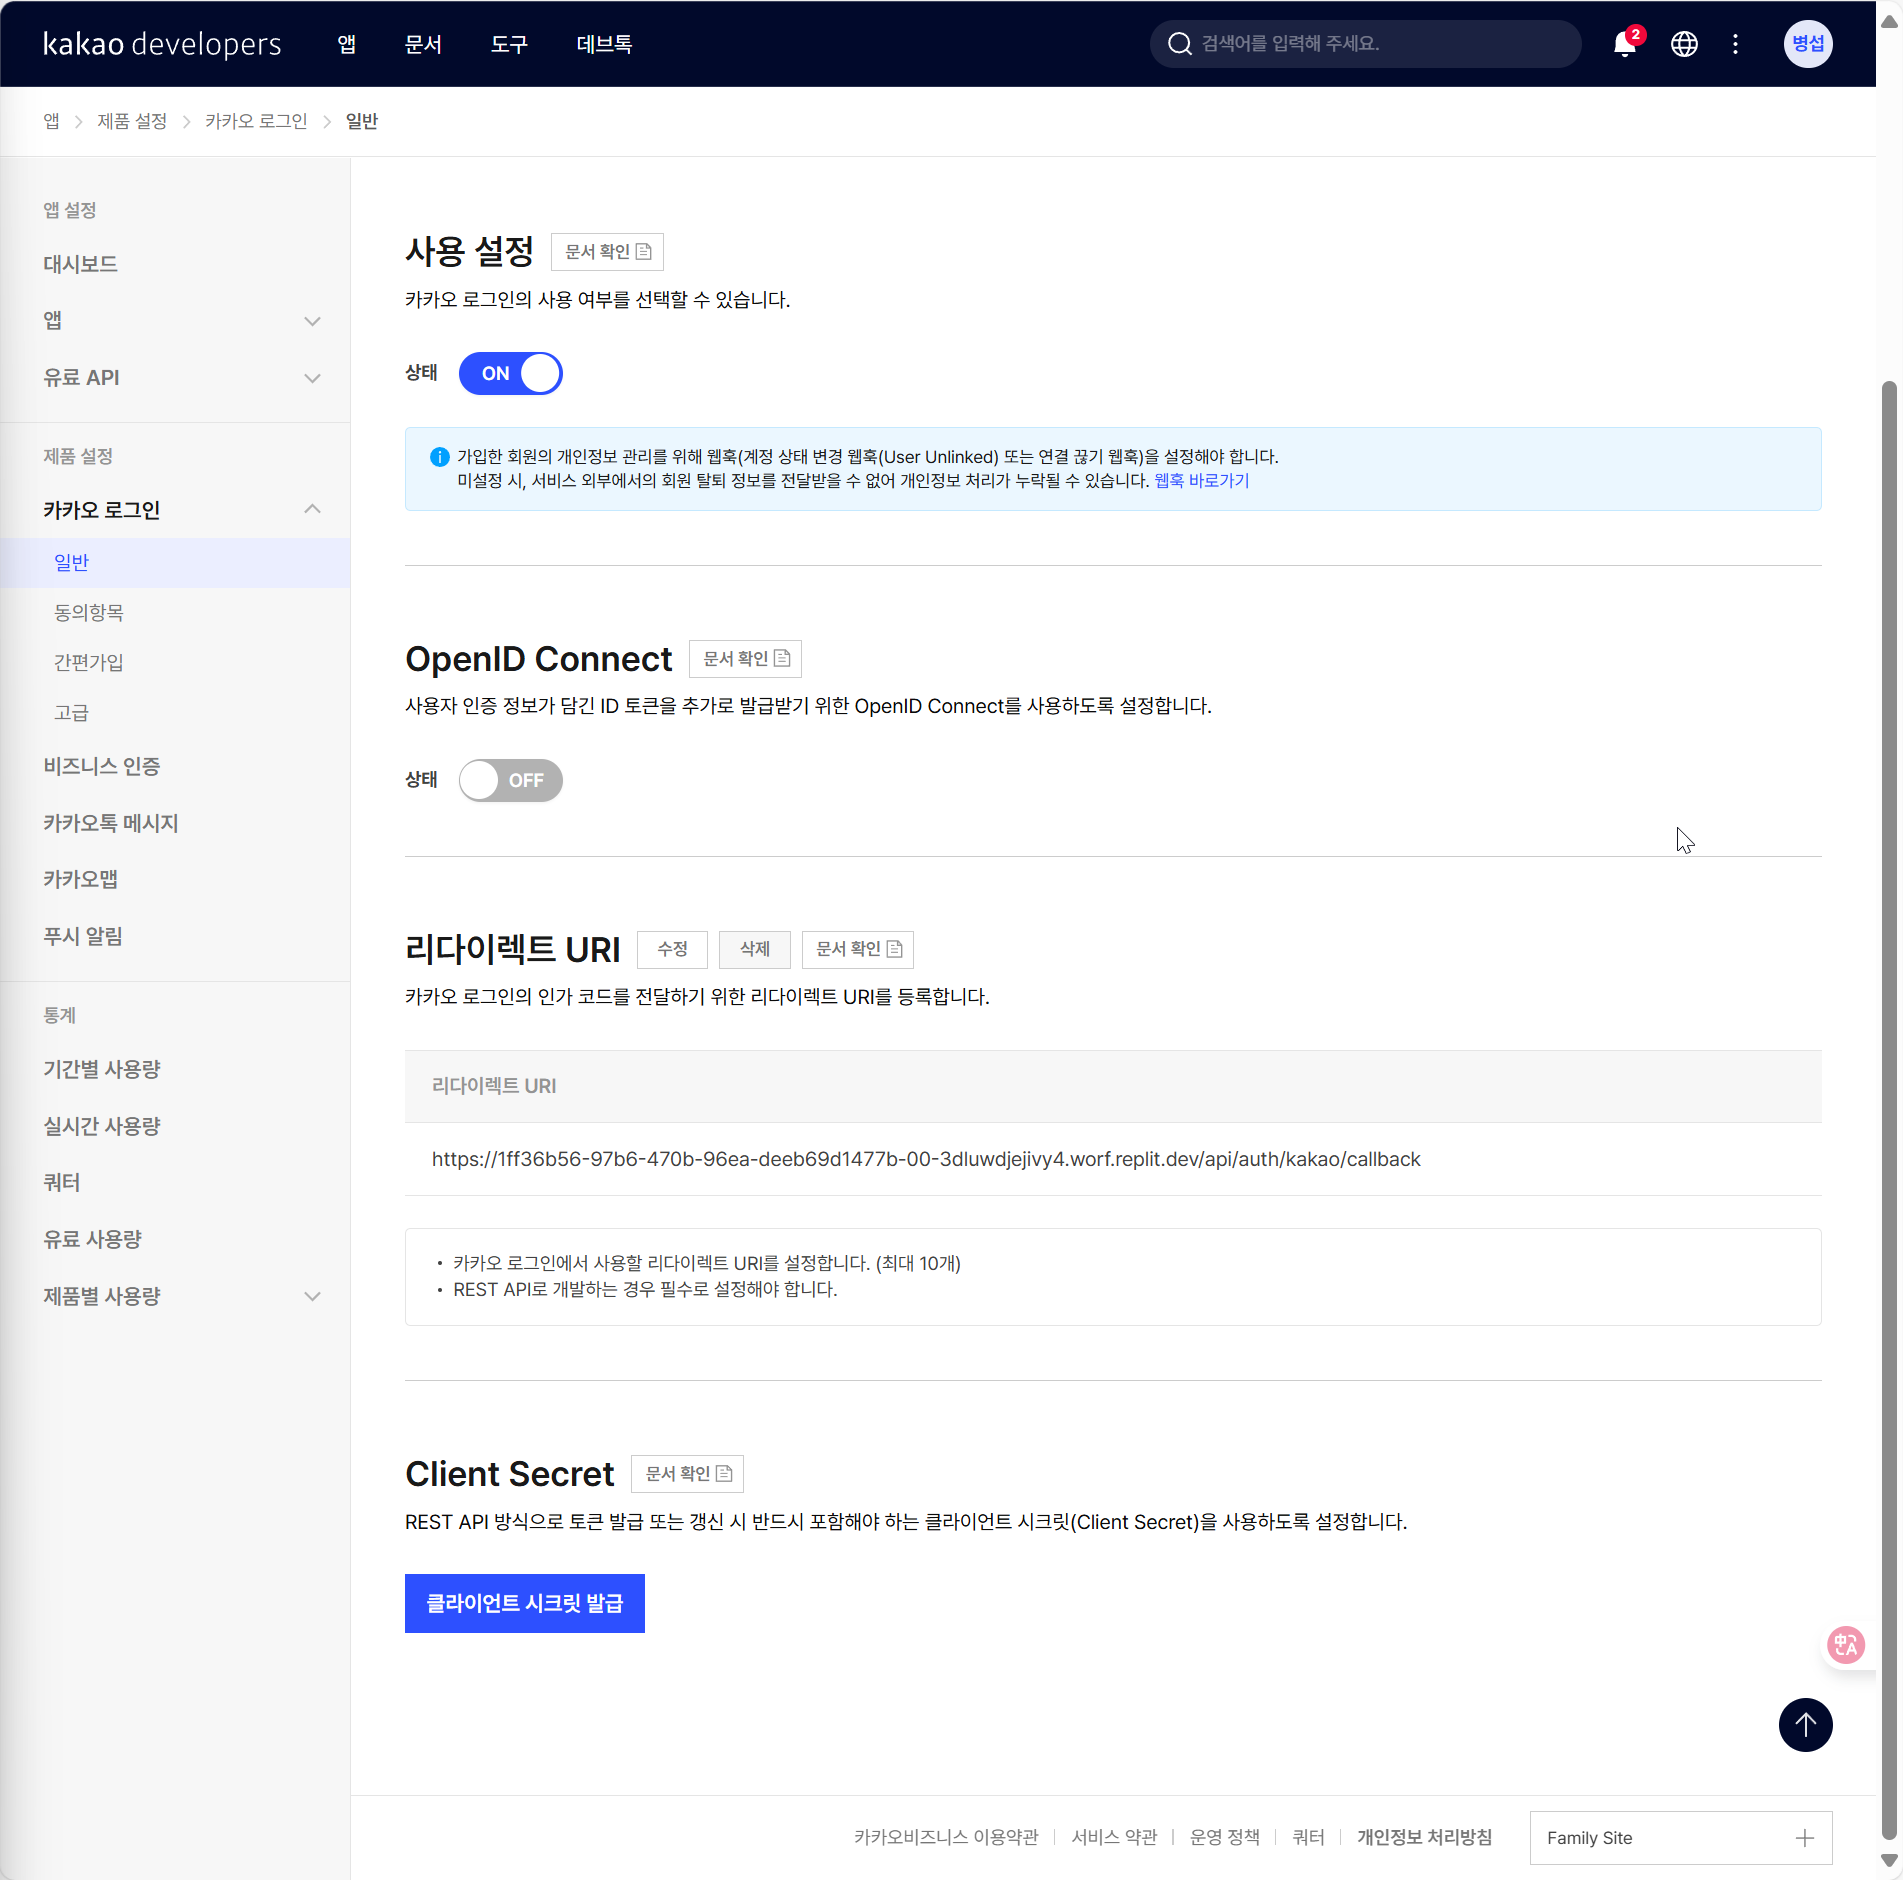 kakao developers
앱
문서
도구
데브톡
검색어를 입력해 주세요.
2
병섭
앱 > 제품 설정 > 카카오 로그인 > 일반
앱 설정
대시보드
앱
유료 API
제품 설정
카카오 로그인
일반
동의항목
간편가입
고급
비즈니스 인증
카카오톡 메시지
카카오맵
푸시 알림
통계
기간별 사용량
실시간 사용량
쿼터
유료 사용량
제품별 사용량
사용 설정
문서 확인
카카오 로그인의 사용 여부를 선택할 수 있습니다.
상태
ON
가입한 회원의 개인정보 관리를 위해 웹훅(계정 상태 변경 웹훅(User Unlinked) 또는 연결 끊기 웹훅)을 설정해야 합니다.
미설정 시, 서비스 외부에서의 회원 탈퇴 정보를 전달받을 수 없어 개인정보 처리가 누락될 수 있습니다. 웹훅 바로가기
OpenID Connect
문서 확인
사용자 인증 정보가 담긴 ID 토큰을 추가로 발급받기 위한 OpenID Connect를 사용하도록 설정합니다.
상태
OFF
리다이렉트 URI
수정
삭제
문서 확인
카카오 로그인의 인가 코드를 전달하기 위한 리다이렉트 URI를 등록합니다.
리다이렉트 URI
https://1ff36b56-97b6-470b-96ea-deeb69d1477b-00-3dluwdjejivy4.worf.replit.dev/api/auth/kakao/callback
• 카카오 로그인에서 사용할 리다이렉트 URI를 설정합니다. (최대 10개)
• REST API로 개발하는 경우 필수로 설정해야 합니다.
Client Secret
문서 확인
REST API 방식으로 토큰 발급 또는 갱신 시 반드시 포함해야 하는 클라이언트 시크릿(Client Secret)을 사용하도록 설정합니다.
클라이언트 시크릿 발급
中A
카카오비즈니스 이용약관 | 서비스 약관 | 운영 정책 | 쿼터 | 개인정보 처리방침
Family Site